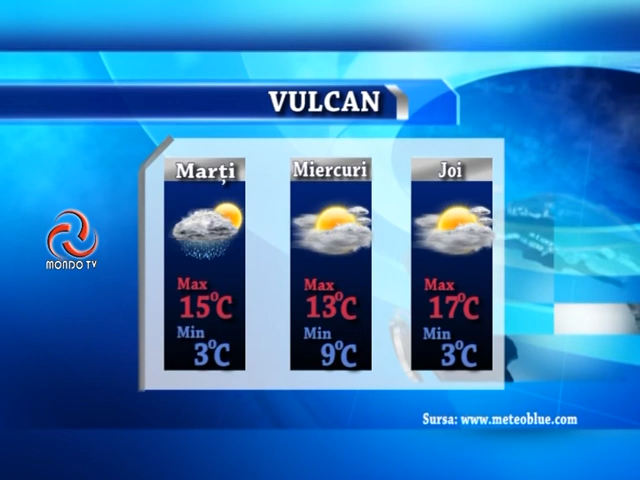 VULCAN
Marți
Miercuri
Joi
Max
15°C
Min
3°C
Max
13°C
Min
9°C
Max
17°C
Min
3°C
MONDO TV
Sursa: www.meteoblue.com